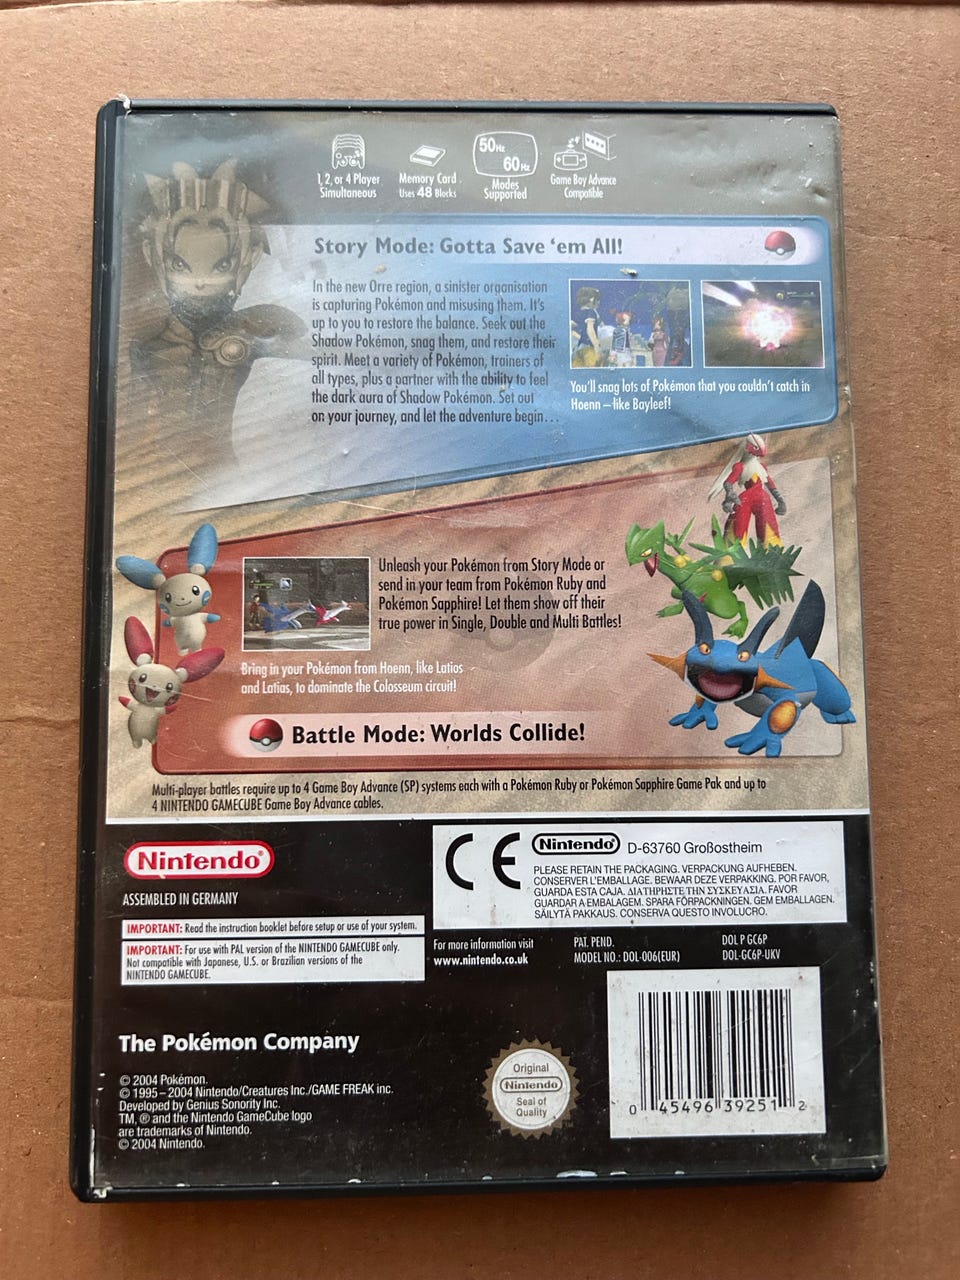 50Hz
60Hz
1, 2, or 4 Player
Simultaneous
Memory Card
Uses 48 Blocks
Modes
Supported
Game Boy Advance
Compatible
Story Mode: Gotta Save 'em All!
In the new Orre region, a sinister organisation
is capturing Pokémon and misusing them. It's
up to you to restore the balance. Seek out the
Shadow Pokémon, snag them, and restore their
spirit. Meet a variety of Pokémon, trainers of
all types, plus a partner with the ability to feel
the dark aura of Shadow Pokémon. Set out
on your journey, and let the adventure begin...
You'll snag lots of Pokémon that you couldn't catch in
Hoenn – like Bayleef!
Unleash your Pokémon from Story Mode or
send in your team from Pokémon Ruby and
Pokémon Sapphire! Let them show off their
true power in Single, Double and Multi Battles!
Bring in your Pokémon from Hoenn, like Latios
and Latias, to dominate the Colosseum circuit!
Battle Mode: Worlds Collide!
Multi-player battles require up to 4 Game Boy Advance (SP) systems each with a Pokémon Ruby or Pokémon Sapphire Game Pak and up to
4 NINTENDO GAMECUBE Game Boy Advance cables.
Nintendo®
ASSEMBLED IN GERMANY
IMPORTANT: Read the instruction booklet before setup or use of your system.
IMPORTANT: For use with PAL version of the NINTENDO GAMECUBE only.
Not compatible with Japanese, U.S. or Brazilian versions of the
NINTENDO GAMECUBE.
CE
Nintendo® D-63760 Großostheim
PLEASE RETAIN THE PACKAGING. VERPACKUNG AUFHEBEN.
CONSERVER L'EMBALLAGE. BEWAAR DEZE VERPAKKING. POR FAVOR,
GUARDA ESTA CAJA. ΔΙΑΤΗΡΗΣΤΕ ΤΗΝ ΣΥΣΚΕΥΑΣΙΑ. FAVOR
GUARDAR A EMBALAGEM. SPARA FÖRPACKNINGEN. GEM EMBALLAGEN.
SÄILYTÄ PAKKAUS. CONSERVA QUESTO INVOLUCRO.
For more information visit
www.nintendo.co.uk
PAT. PEND.
MODEL NO.: DOL-006(EUR)
DOL P GC6P
DOL-GC6P-UKV
The Pokémon Company
© 2004 Pokémon.
© 1995 – 2004 Nintendo/Creatures Inc./GAME FREAK inc.
Developed by Genius Sonority Inc.
TM, ® and the Nintendo GameCube logo
are trademarks of Nintendo.
© 2004 Nintendo.
Original
Nintendo
Seal of
Quality
0 45496 39251 2